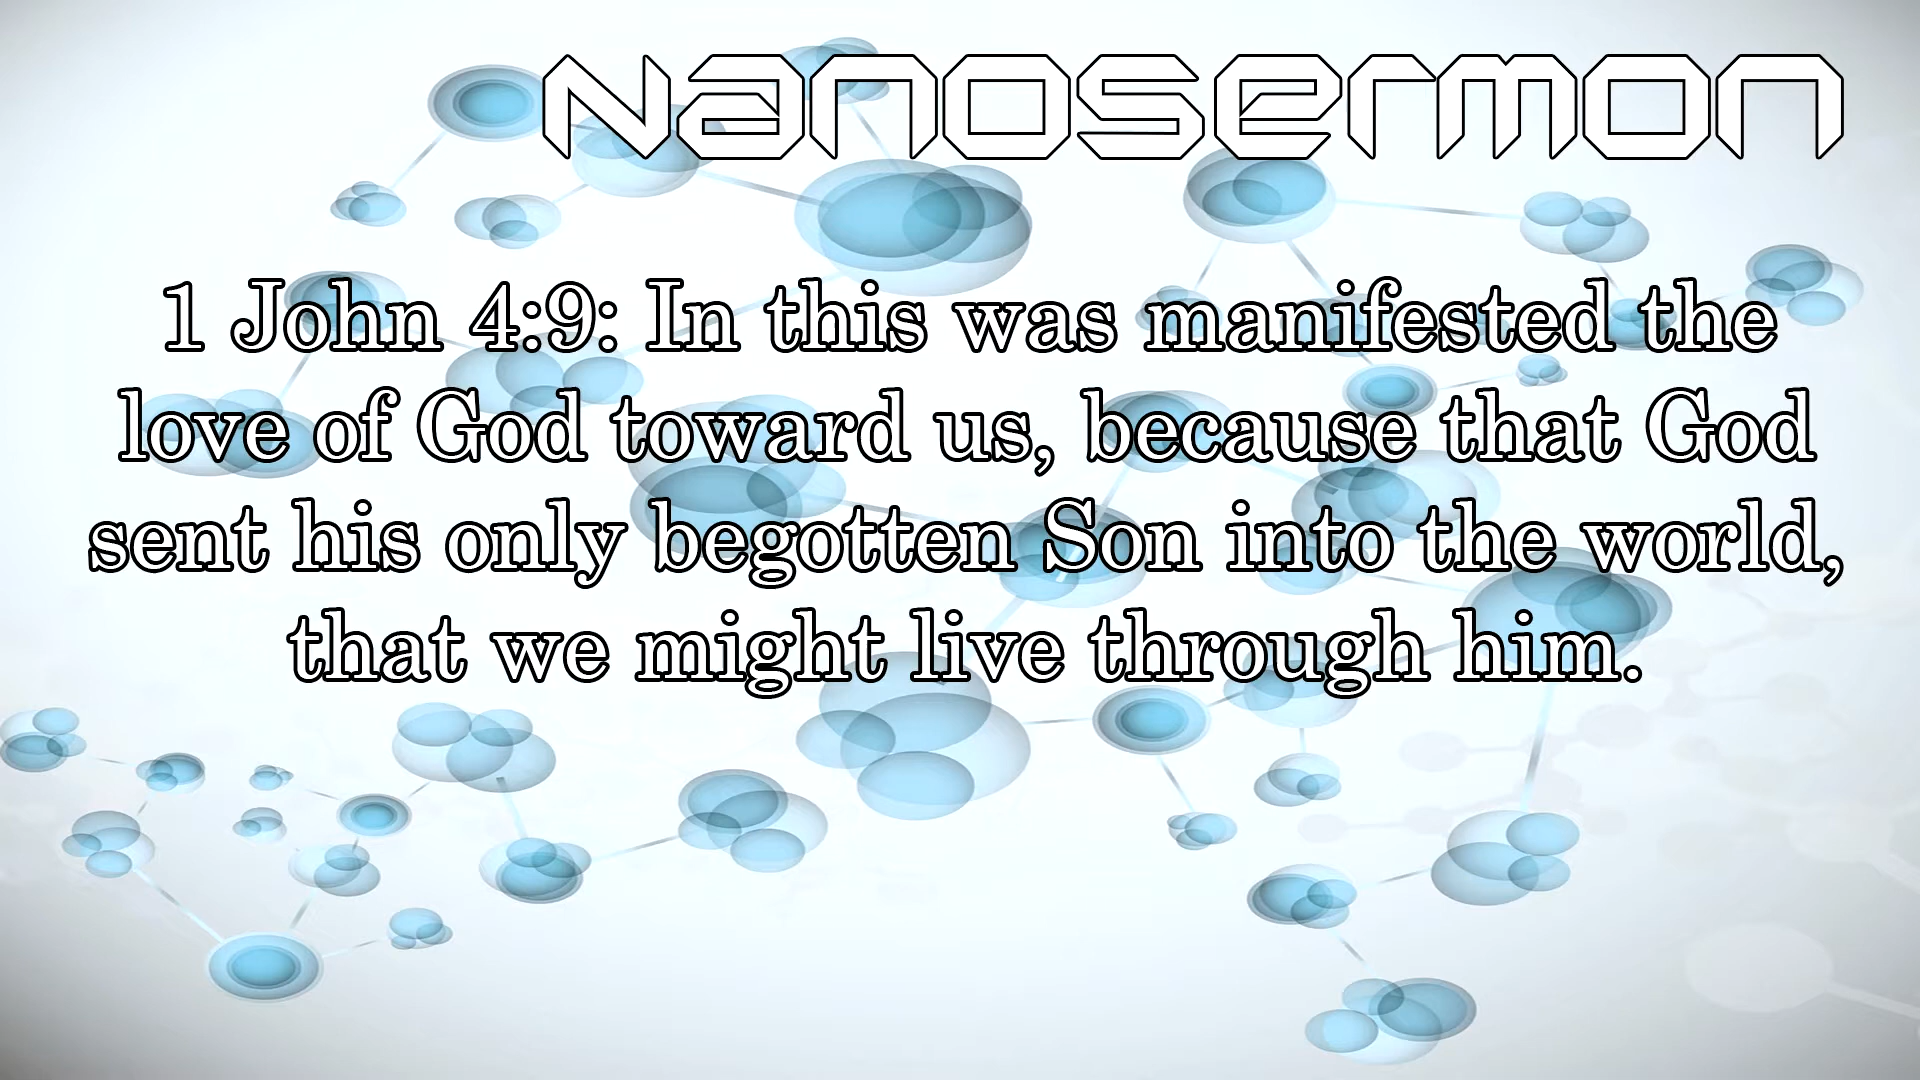 Nanosermon
1 John 4:9: In this was manifested the
love of God toward us, because that God
sent his only begotten Son into the world,
that we might live through him.